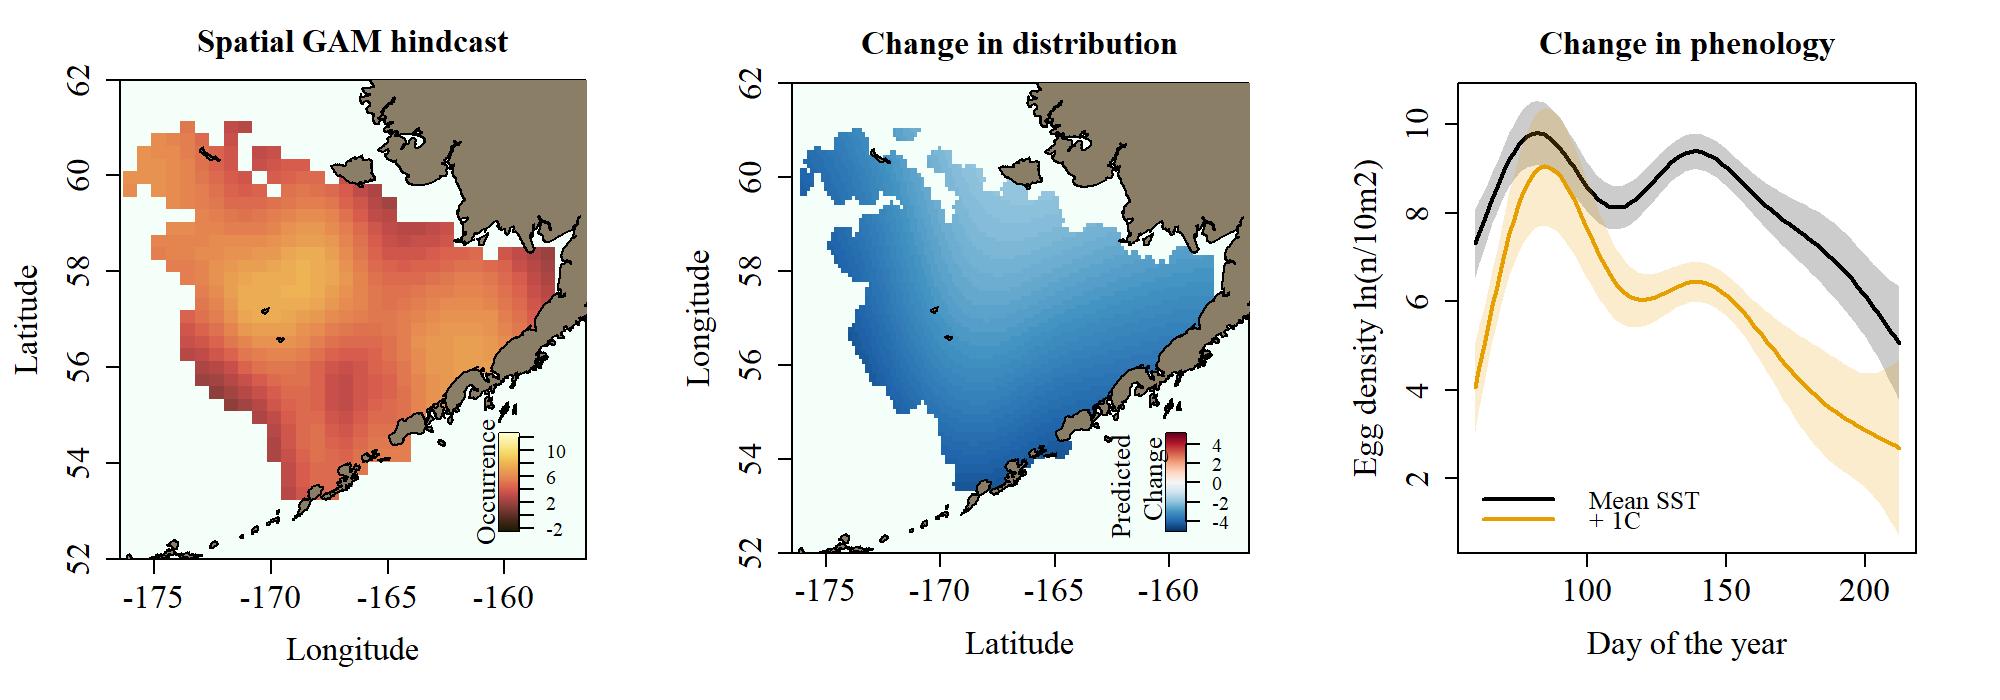 Spatial GAM hindcast
62
60
58
56
54
52
Latitude
-175
-170
-165
-160
Longitude
Occurrence
10
6
2
-2
Change in distribution
62
60
58
56
54
52
Longitude
-175
-170
-165
-160
Latitude
Predicted
Change
4
2
0
-2
-4
Change in phenology
10
8
6
4
2
Egg density ln(n/10m2)
Mean SST
+ 1C
100
150
200
Day of the year